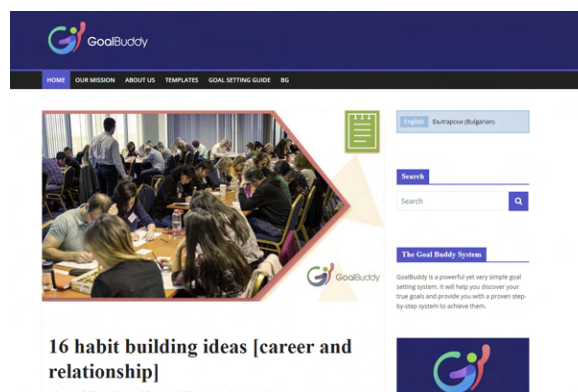 GoalBuddy
HOME OUR MISSION ABOUT US TEMPLATES GOAL SETTING GUIDE BG
English Български (Bulgarian)
Search
Search
GoalBuddy
The Goal Buddy System
GoalBuddy is a powerful yet very simple goal
setting system. It will help you discover your
true goals and provide you with a proven step-
by-step system to achieve them.
16 habit building ideas [career and
relationship]